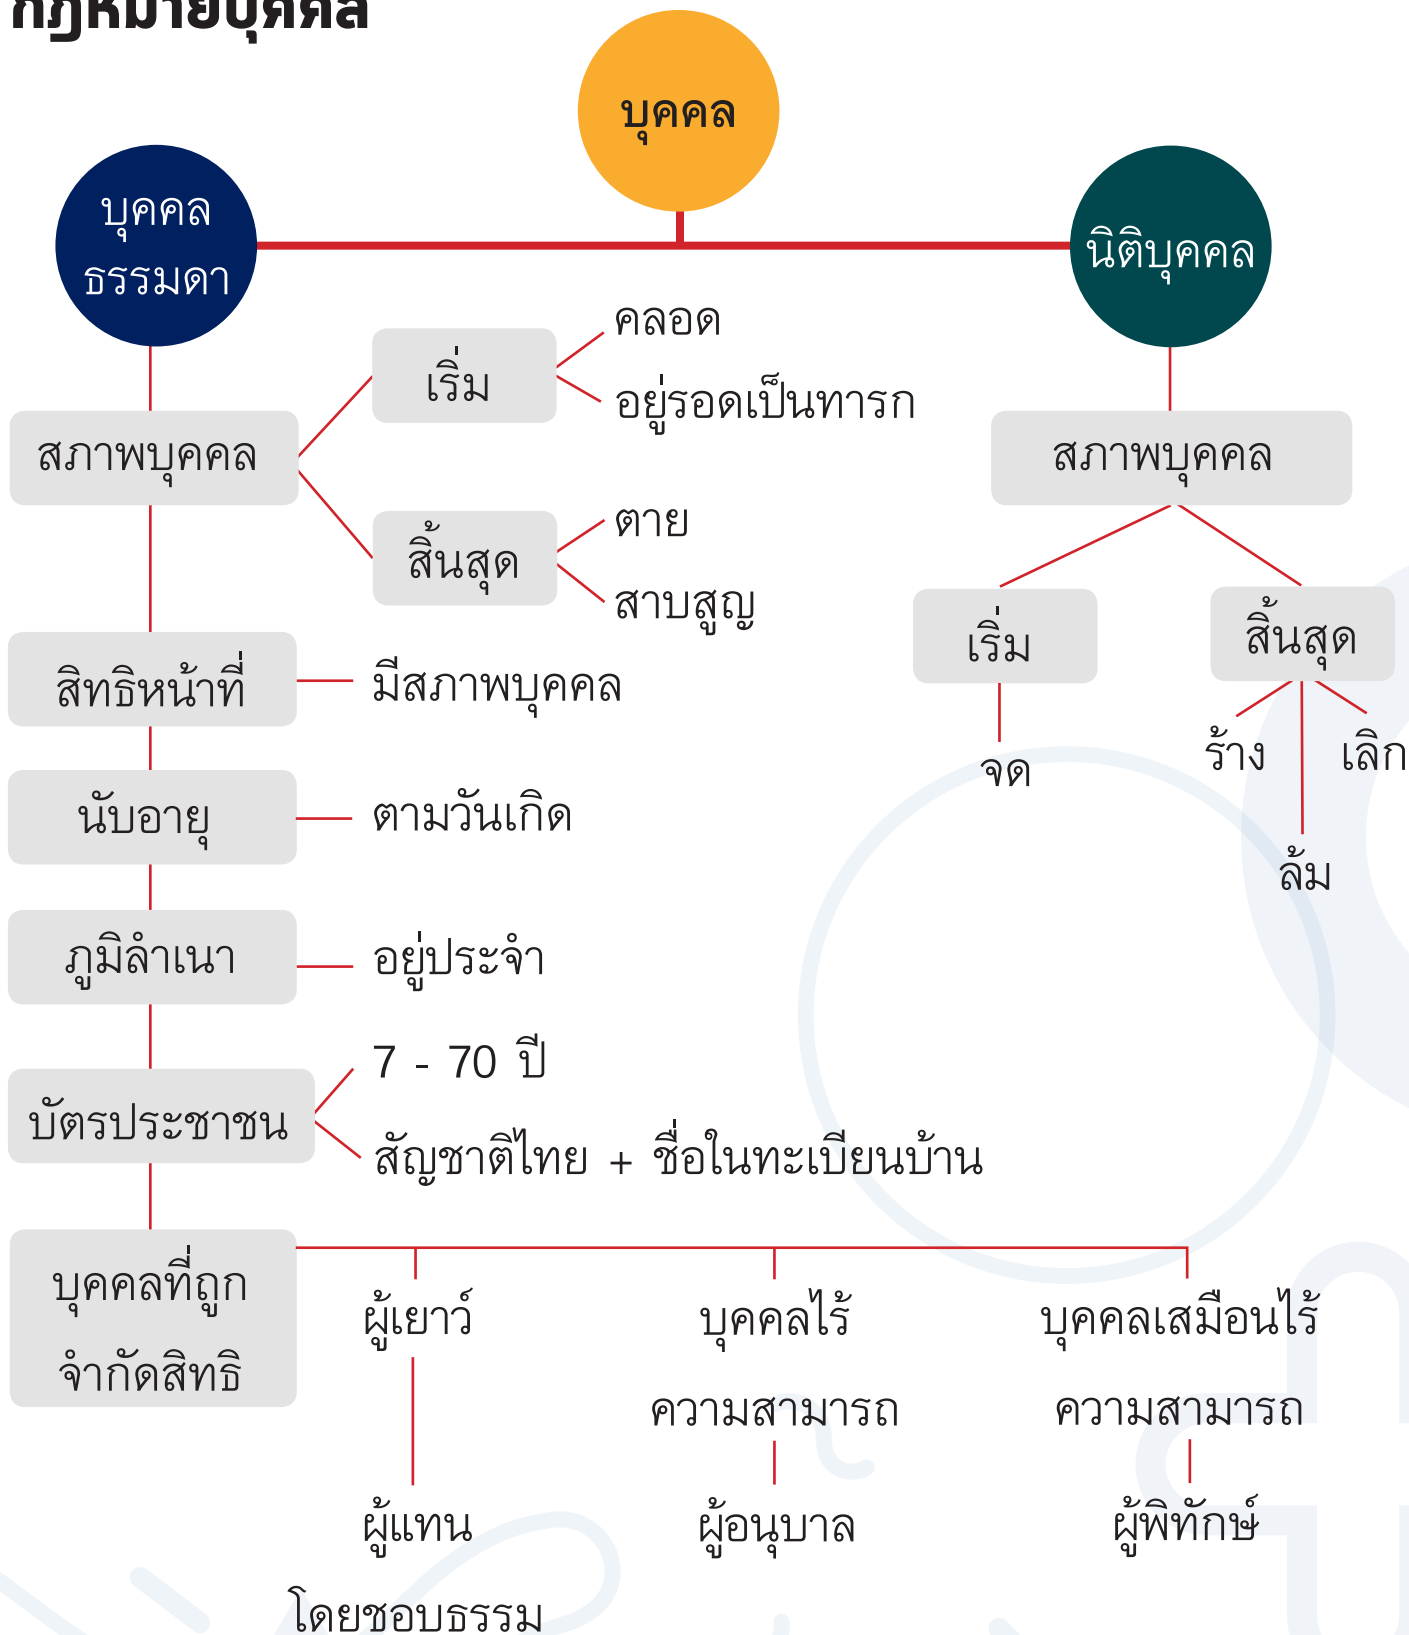 กฎหมายบุคคล
บุคคล
บุคคล
ธรรมดา
นิติบุคคล
คลอด
เริ่ม
อยู่รอดเป็นทารก
สภาพบุคคล
สภาพบุคคล
ตาย
สิ้นสุด
สาบสูญ
เริ่ม
สิ้นสุด
สิทธิหน้าที่
มีสภาพบุคคล
จด
ร้าง
เลิก
นับอายุ
ตามวันเกิด
ล้ม
ภูมิลำเนา
อยู่ประจำ
7 - 70 ปี
บัตรประชาชน
สัญชาติไทย + ชื่อในทะเบียนบ้าน
บุคคลที่ถูก
จำกัดสิทธิ
ผู้เยาว์
บุคคลไร้
ความสามารถ
บุคคลเสมือนไร้
ความสามารถ
ผู้แทน
โดยชอบธรรม
ผู้อนุบาล
ผู้พิทักษ์